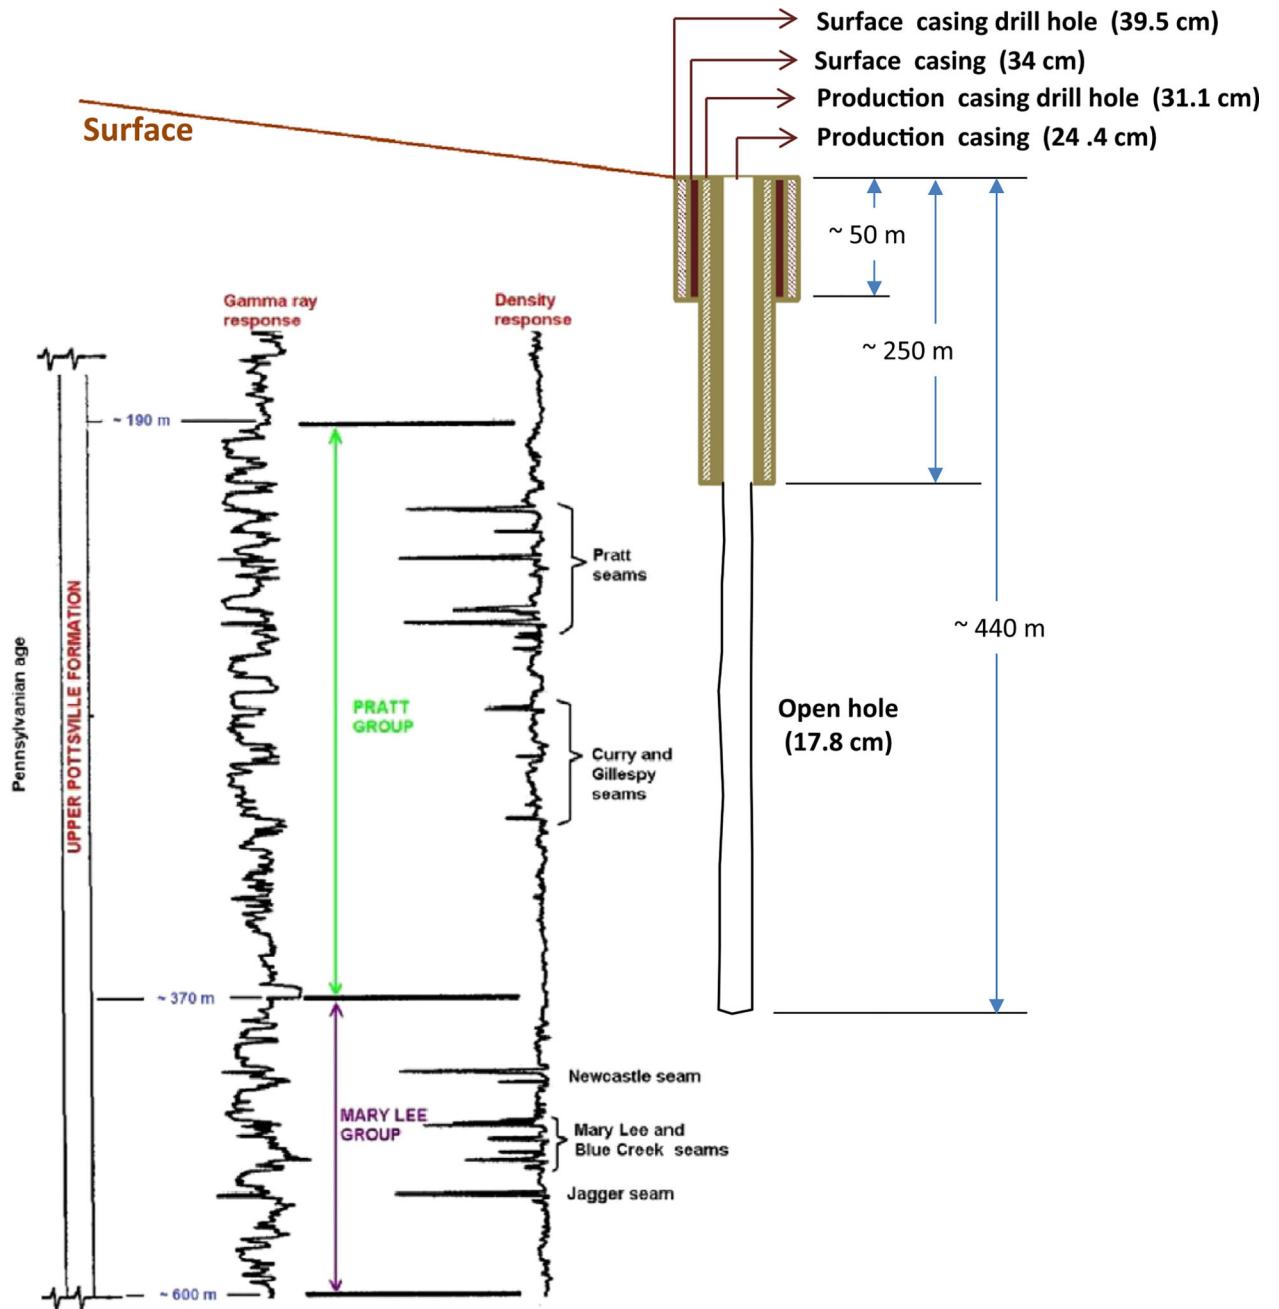 Surface casing drill hole (39.5 cm)
Surface casing (34 cm)
Production casing drill hole (31.1 cm)
Production casing (24 .4 cm)
Surface
~ 50 m
~ 250 m
~ 440 m
Open hole
(17.8 cm)
Gamma ray
response
Density
response
~ 190 m
Pratt
seams
PRATT
GROUP
Curry and
Gillespy
seams
Pennsylvanian age
UPPER POTTSVILLE FORMATION
~ 370 m
Newcastle seam
MARY LEE
GROUP
Mary Lee and
Blue Creek seams
Jagger seam
~ 600 m